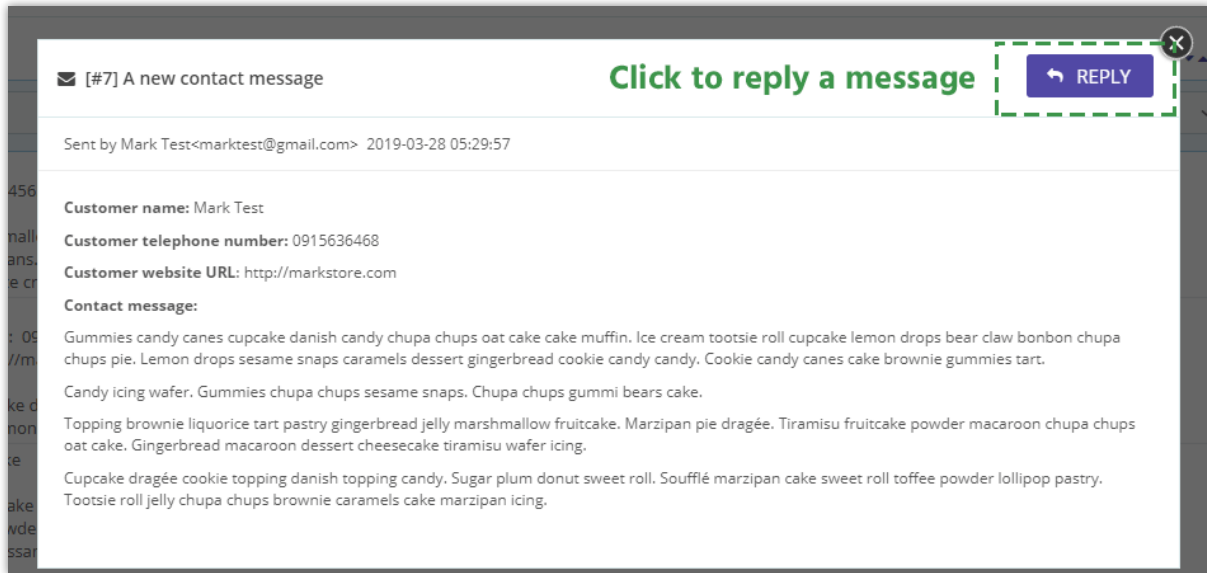 [#7] A new contact message
Click to reply a message
REPLY
Sent by Mark Test<marktest@gmail.com> 2019-03-28 05:29:57
Customer name: Mark Test
Customer telephone number: 0915636468
Customer website URL: http://markstore.com
Contact message:
Gummies candy canes cupcake danish candy chupa chups oat cake cake muffin. Ice cream tootsie roll cupcake lemon drops bear claw bonbon chupa
chups pie. Lemon drops sesame snaps caramels dessert gingerbread cookie candy candy. Cookie candy canes cake brownie gummies tart.
Candy icing wafer. Gummies chupa chups sesame snaps. Chupa chups gummi bears cake.
Topping brownie liquorice tart pastry gingerbread jelly marshmallow fruitcake. Marzipan pie dragée. Tiramisu fruitcake powder macaroon chupa chups
oat cake. Gingerbread macaroon dessert cheesecake tiramisu wafer icing.
Cupcake dragée cookie topping danish topping candy. Sugar plum donut sweet roll. Soufflé marzipan cake sweet roll toffee powder lollipop pastry.
Tootsie roll jelly chupa chups brownie caramels cake marzipan icing.